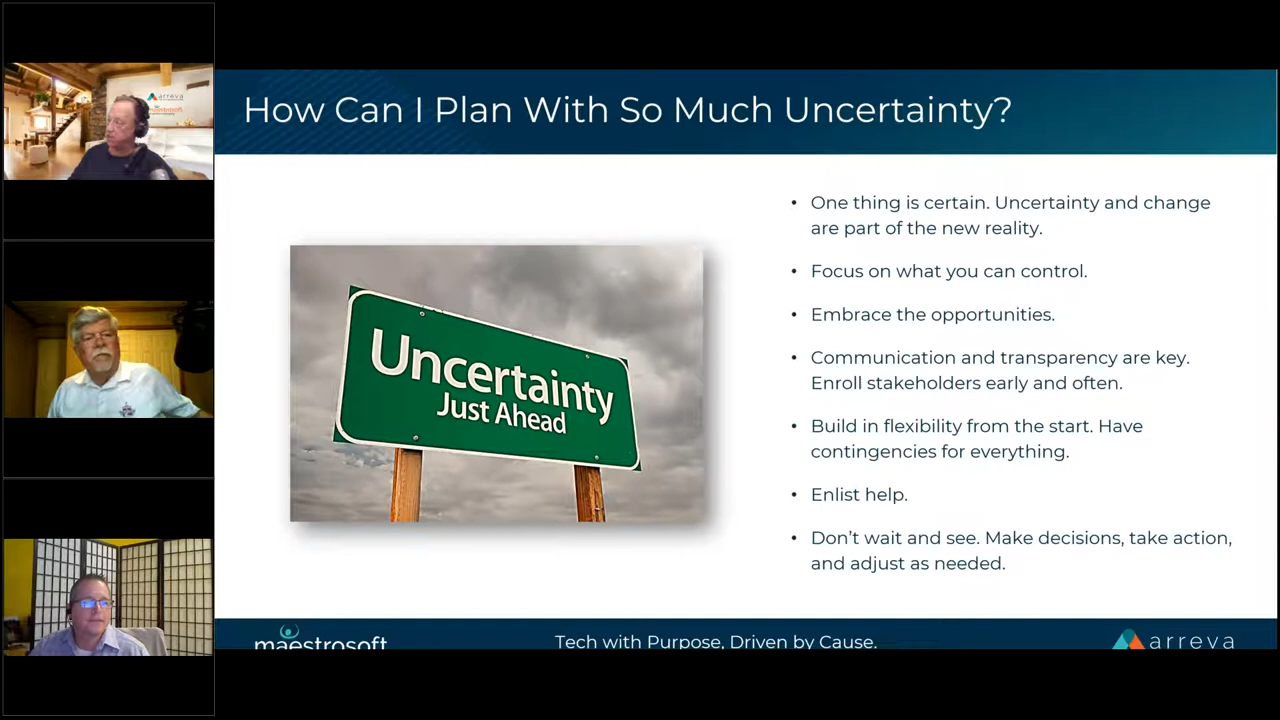 arreva
How Can I Plan With So Much Uncertainty?
Uncertainty
Just Ahead
• One thing is certain. Uncertainty and change
are part of the new reality.
• Focus on what you can control.
• Embrace the opportunities.
• Communication and transparency are key.
Enroll stakeholders early and often.
• Build in flexibility from the start. Have
contingencies for everything.
• Enlist help.
• Don’t wait and see. Make decisions, take action,
and adjust as needed.
maestrosoft
Tech with Purpose, Driven by Cause.
arreva